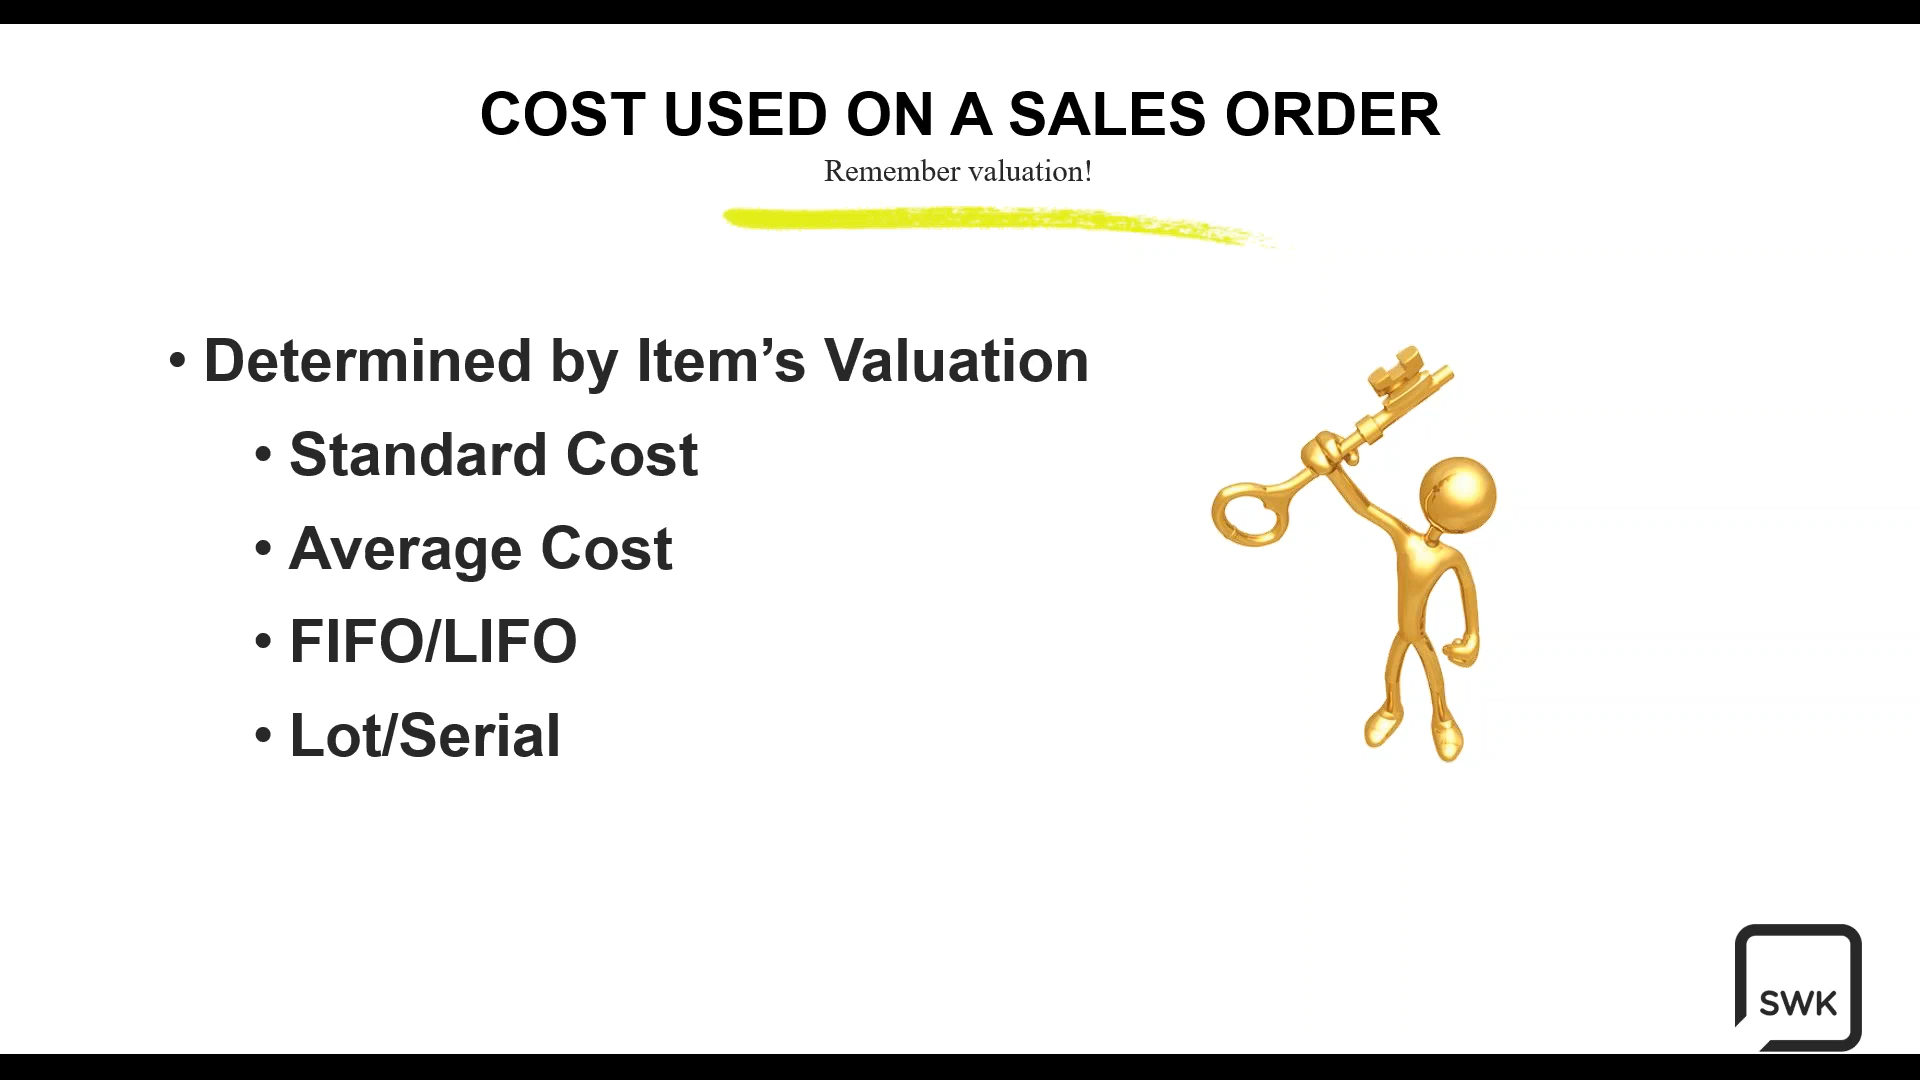 COST USED ON A SALES ORDER
Remember valuation!
• Determined by Item’s Valuation
• Standard Cost
• Average Cost
• FIFO/LIFO
• Lot/Serial
SWK